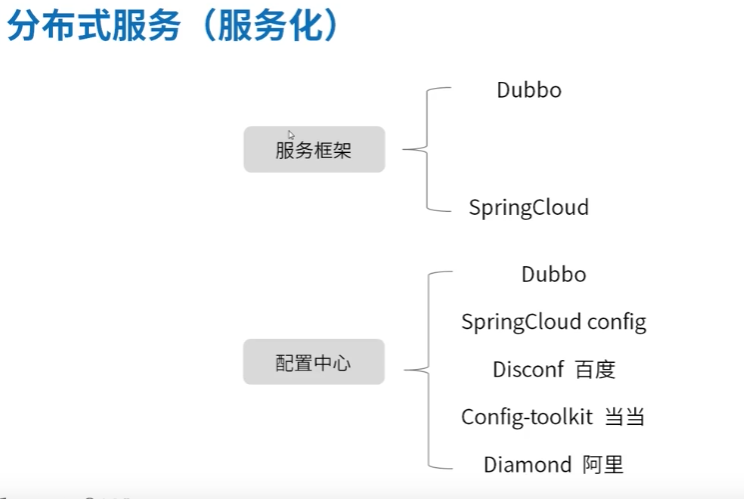 分布式服务（服务化）
服务框架
Dubbo
SpringCloud
配置中心
Dubbo
SpringCloud config
Disconf 百度
Config-toolkit 当当
Diamond 阿里